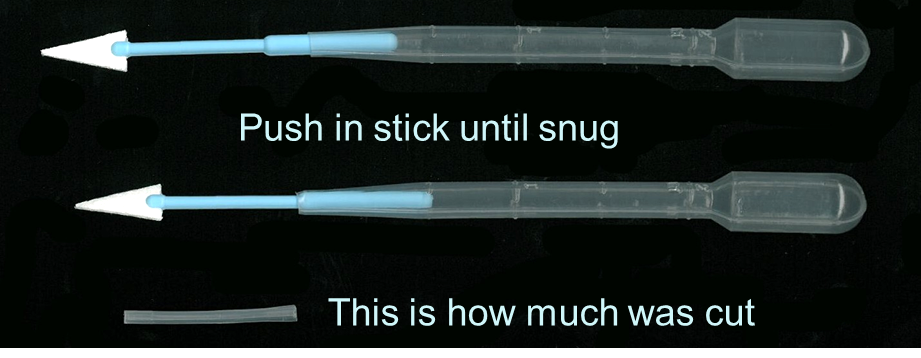 Push in stick until snug
This is how much was cut